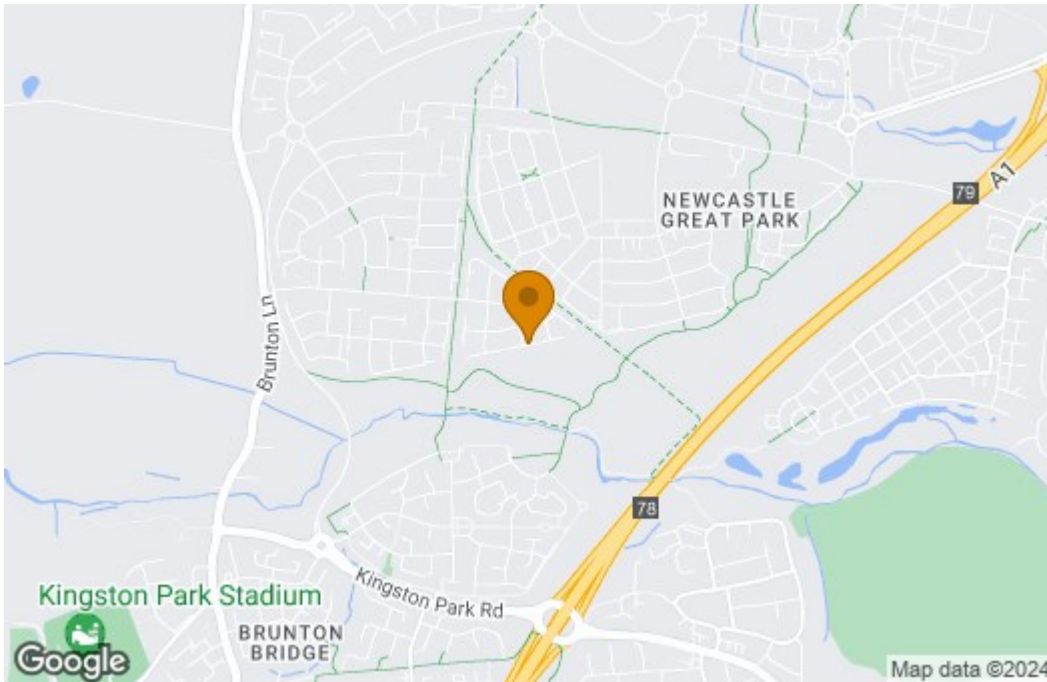 A1
79
NEWCASTLE
GREAT PARK
Brunton Ln
78
Kingston Park Rd
Kingston Park Stadium
BRUNTON
BRIDGE
Google
Map data ©2024